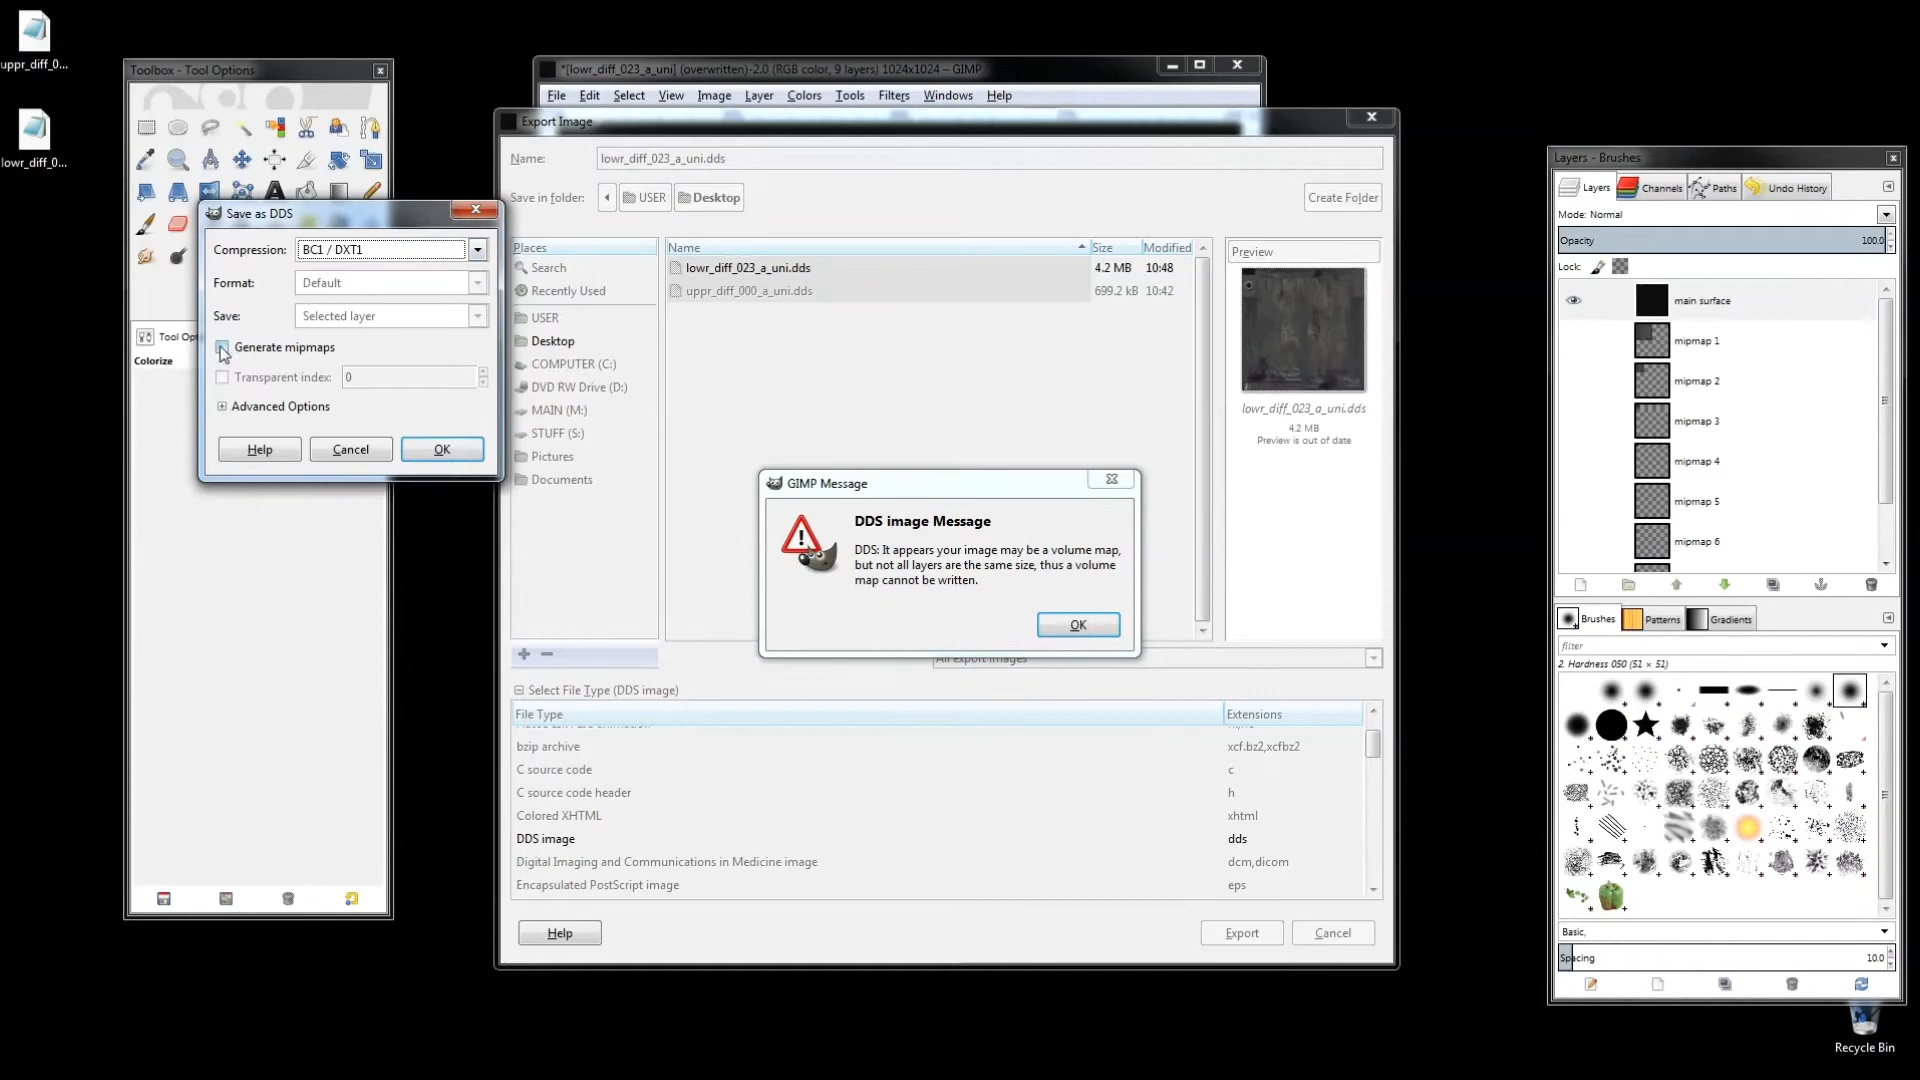 uppr_diff_0...
lowr_diff_0...
Toolbox - Tool Options
Tool Opt
Colorize
Save as DDS
Compression:
BC1 / DXT1
Format:
Default
Save:
Selected layer
Generate mipmaps
Transparent index:
0
Advanced Options
Help
Cancel
OK
*[lowr_diff_023_a_uni] (overwritten)-2.0 (RGB color, 9 layers) 1024x1024 – GIMP
File Edit Select View Image Layer Colors Tools Filters Windows Help
Export Image
Name:
lowr_diff_023_a_uni.dds
Save in folder:
USER
Desktop
Create Folder
Places
Search
Recently Used
USER
Desktop
COMPUTER (C:)
DVD RW Drive (D:)
MAIN (M:)
STUFF (S:)
Pictures
Documents
Name Size Modified
lowr_diff_023_a_uni.dds 4.2 MB 10:48
uppr_diff_000_a_uni.dds 699.2 kB 10:42
Preview
lowr_diff_023_a_uni.dds
4.2 MB
Preview is out of date
GIMP Message
DDS image Message
DDS: It appears your image may be a volume map,
but not all layers are the same size, thus a volume
map cannot be written.
OK
All export images
Select File Type (DDS image)
File Type Extensions
bzip archive xcf.bz2,xcfbz2
C source code c
C source code header h
Colored XHTML xhtml
DDS image dds
Digital Imaging and Communications in Medicine image dcm,dicom
Encapsulated PostScript image eps
Help
Export
Cancel
Layers - Brushes
Layers Channels Paths Undo History
Mode: Normal
Opacity 100.0
Lock:
main surface
mipmap 1
mipmap 2
mipmap 3
mipmap 4
mipmap 5
mipmap 6
Brushes Patterns Gradients
filter
2. Hardness 050 (51 × 51)
Basic,
Spacing 10.0
Recycle Bin